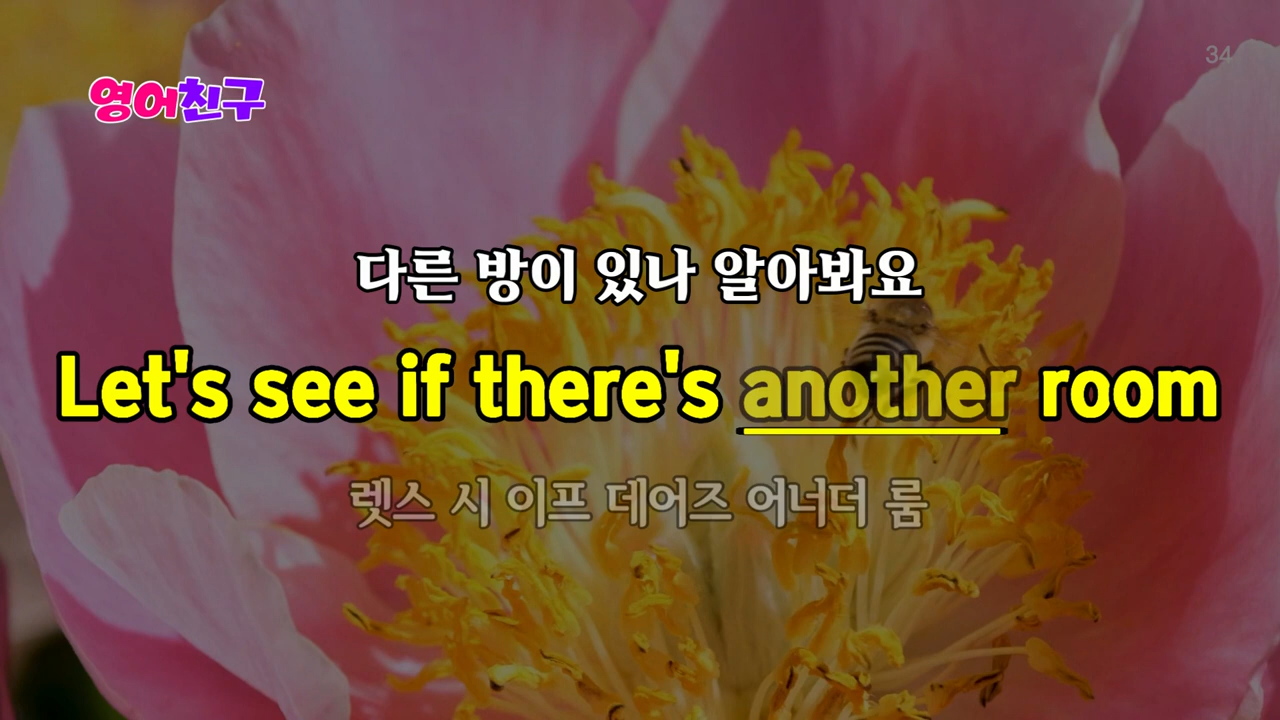 34
영어친구
다른 방이 있나 알아봐요
Let's see if there's another room
렛스 시 이프 데어즈 어너더 룸